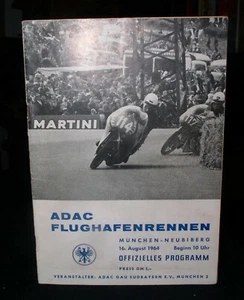 MARTINI
ADAC
FLUGHAFENRENNEN
MÜNCHEN-NEUBIBERG
16. August 1964 Beginn 10 Uhr
OFFIZIELLES PROGRAMM
PREIS DM 1,-
VERANSTALTER: ADAC GAU SÜDBAYERN E.V., MÜNCHEN 2